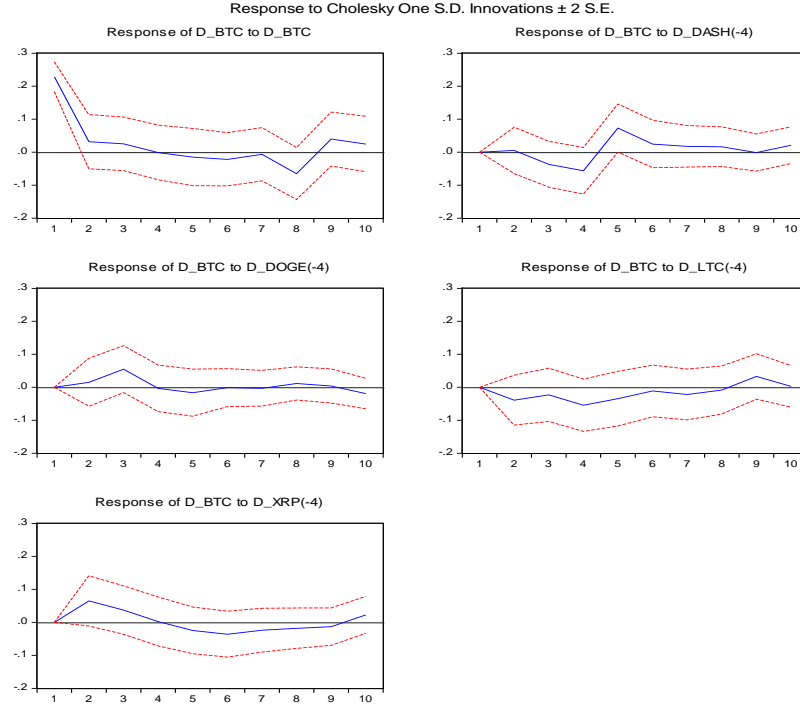 Response to Cholesky One S.D. Innovations ± 2 S.E.
Response of D_BTC to D_BTC
.3
.2
.1
.0
-.1
-.2
1 2 3 4 5 6 7 8 9 10
Response of D_BTC to D_DASH(-4)
.3
.2
.1
.0
-.1
-.2
1 2 3 4 5 6 7 8 9 10
Response of D_BTC to D_DOGE(-4)
.3
.2
.1
.0
-.1
-.2
1 2 3 4 5 6 7 8 9 10
Response of D_BTC to D_LTC(-4)
.3
.2
.1
.0
-.1
-.2
1 2 3 4 5 6 7 8 9 10
Response of D_BTC to D_XRP(-4)
.3
.2
.1
.0
-.1
-.2
1 2 3 4 5 6 7 8 9 10